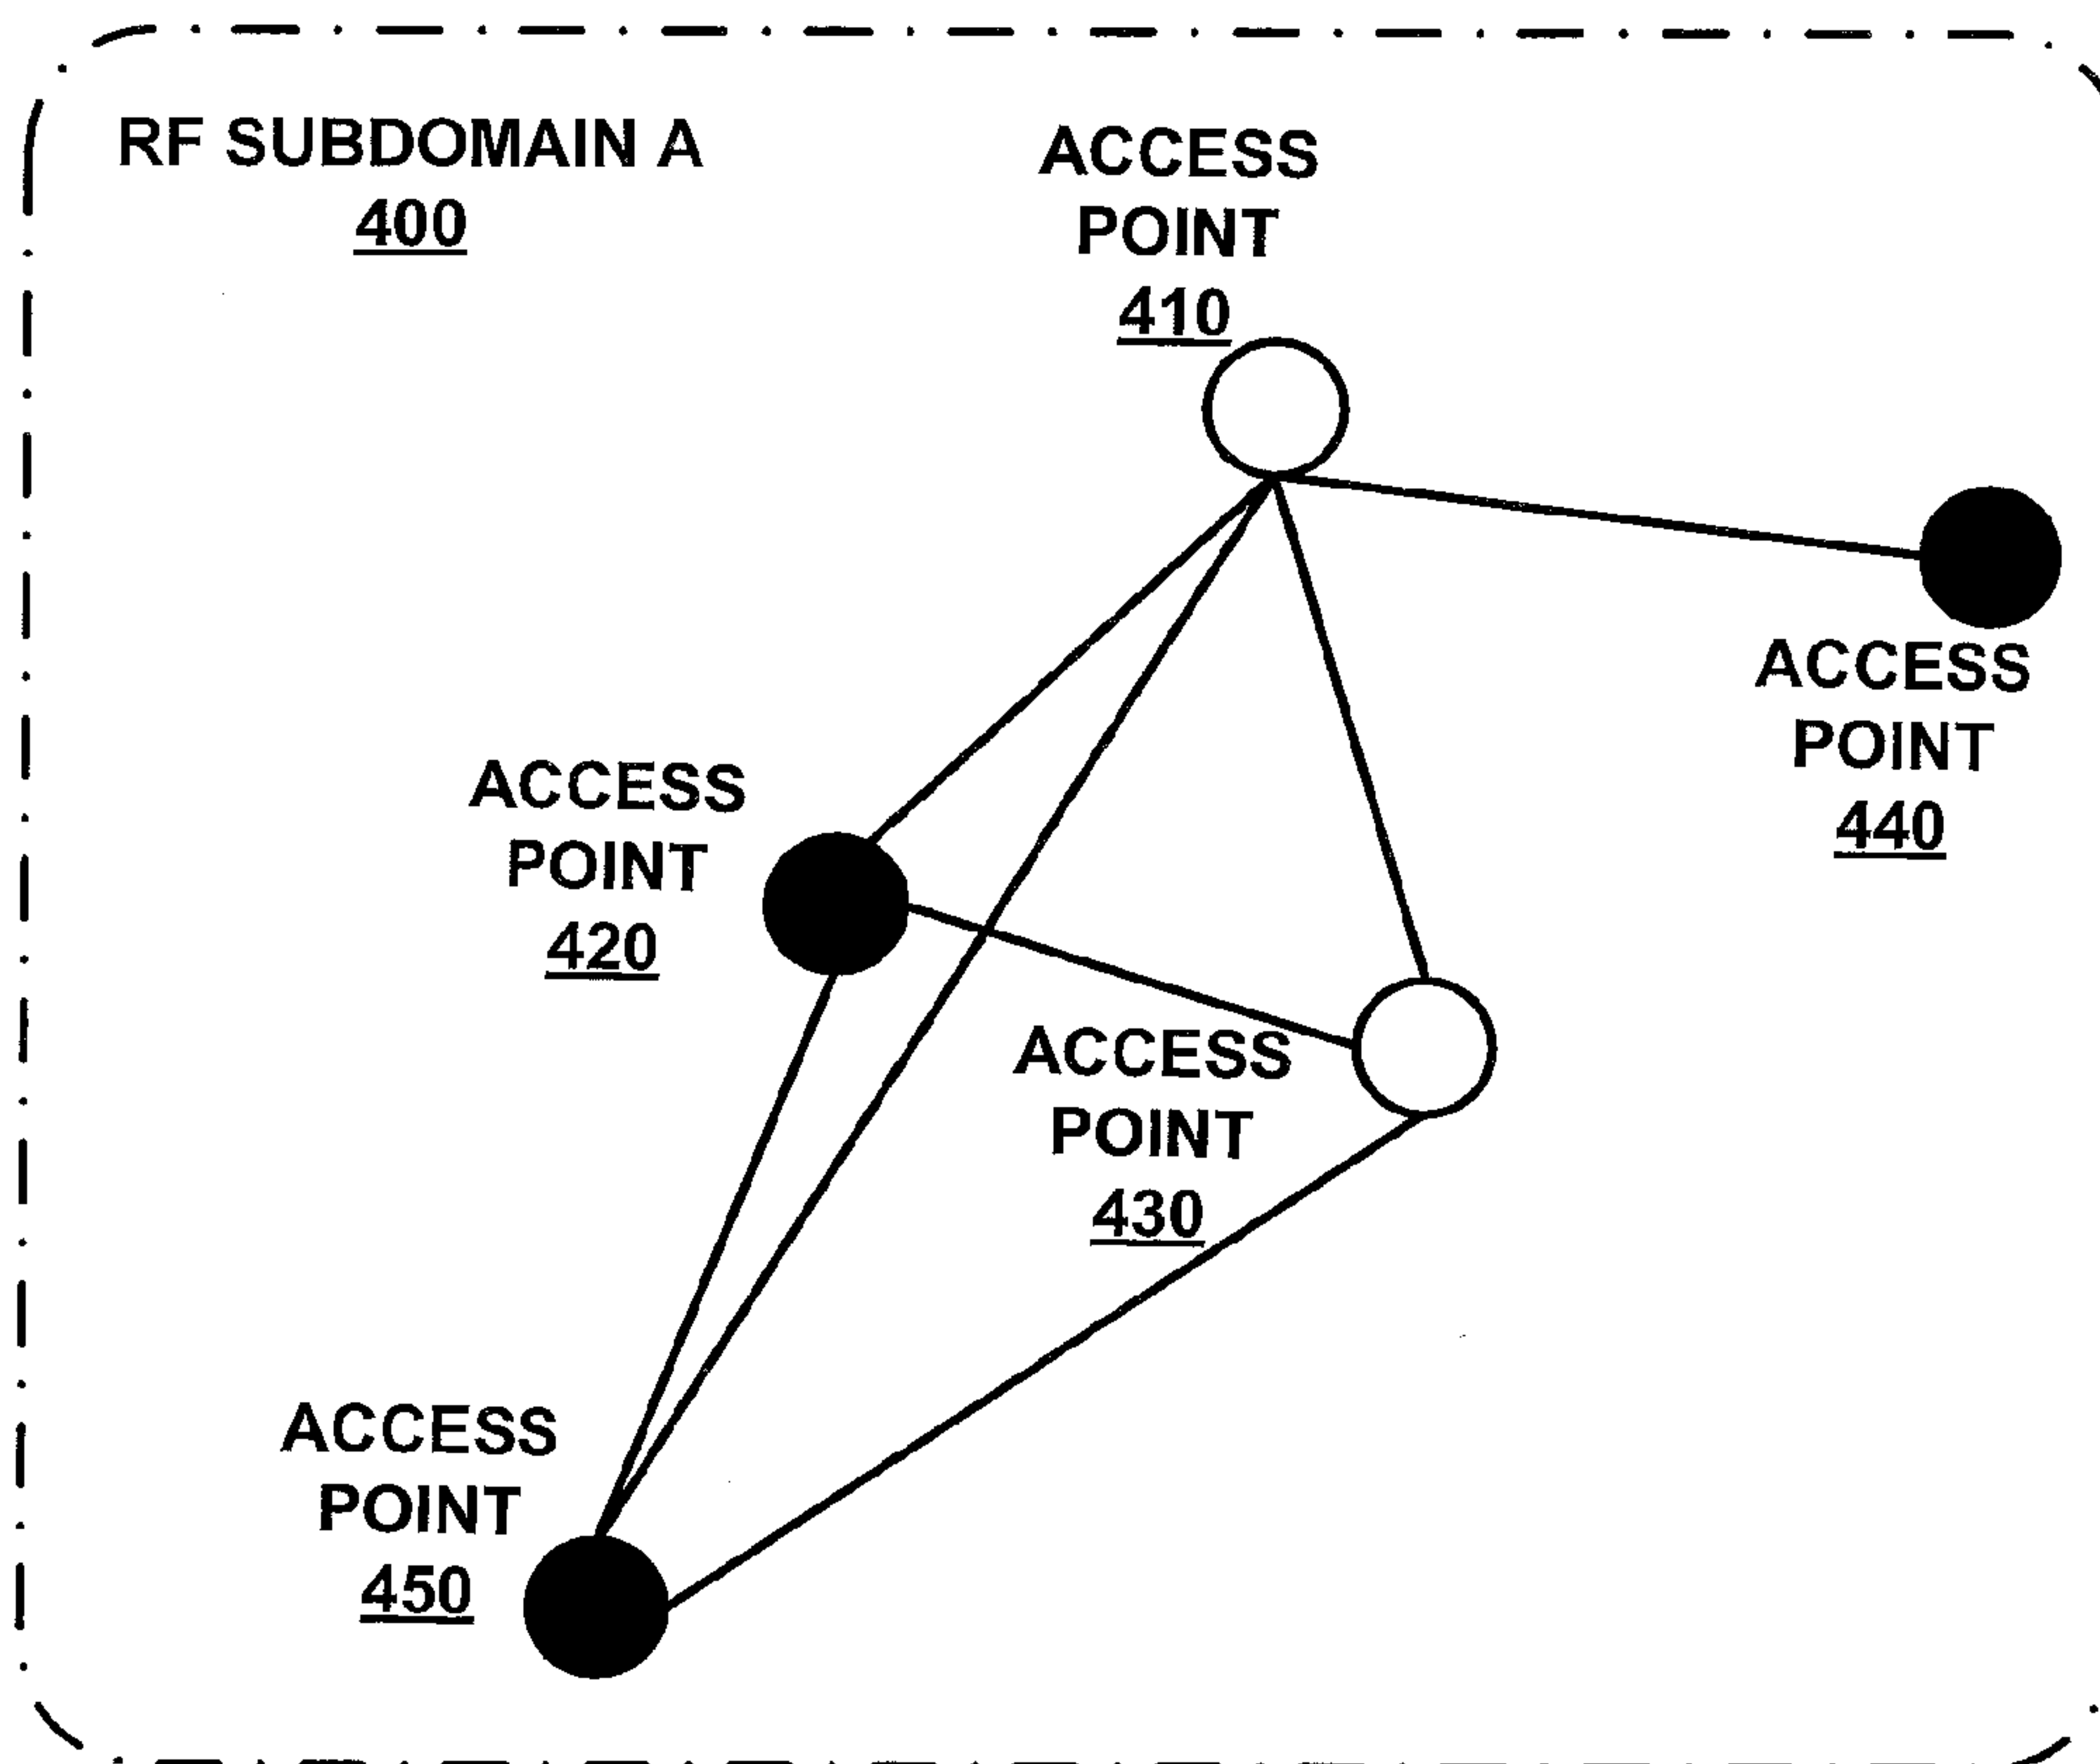 RF SUBDOMAIN A
400
ACCESS
POINT
410
ACCESS
POINT
440
ACCESS
POINT
420
ACCESS
POINT
430
ACCESS
POINT
450